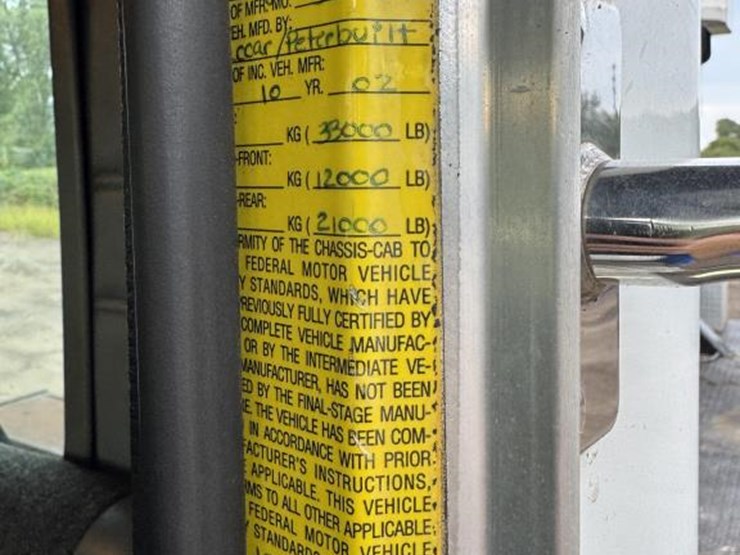 OF MFR-MO.
EH. MFD. BY:
ccar/Peterbuilt
OF INC. VEH. MFR:
10 YR. 02
KG ( 33000 LB)
-FRONT:
KG ( 12000 LB)
-REAR:
KG ( 21000 LB)
RMITY OF THE CHASSIS-CAB TO
FEDERAL MOTOR VEHICLE
Y STANDARDS, WHICH HAVE
REVIOUSLY FULLY CERTIFIED BY
COMPLETE VEHICLE MANUFAC-
OR BY THE INTERMEDIATE VE-
MANUFACTURER, HAS NOT BEEN
ED BY THE FINAL-STAGE MANU-
E. THE VEHICLE HAS BEEN COM-
IN ACCORDANCE WITH PRIOR
FACTURER'S INSTRUCTIONS,
APPLICABLE. THIS VEHICLE
MS TO ALL OTHER APPLICABLE
FEDERAL MOTOR VEHICLE
Y STANDARDS